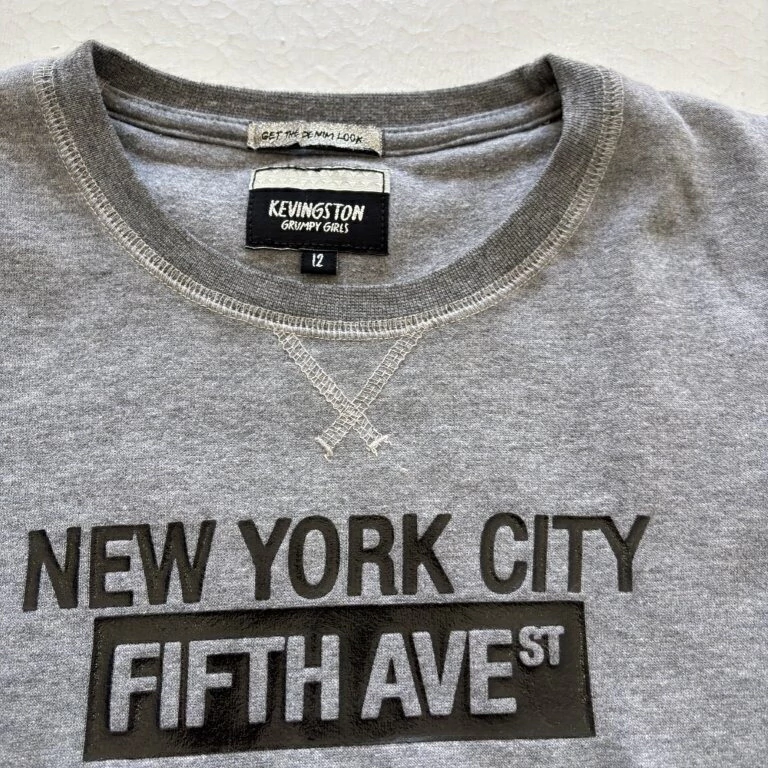 GET THE DENIM LOOK
KEVINGSTON
GRUMPY GIRLS
12
NEW YORK CITY
FIFTH AVE ST